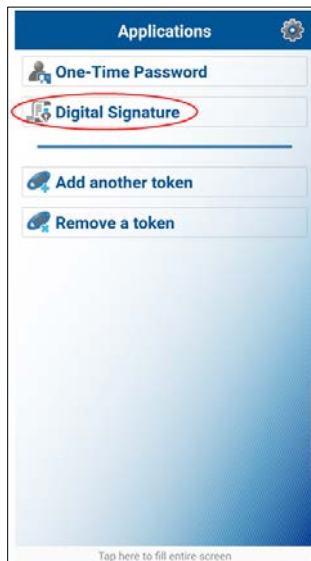 Applications
One-Time Password
Digital Signature
Add another token
Remove a token
Tap here to fill entire screen